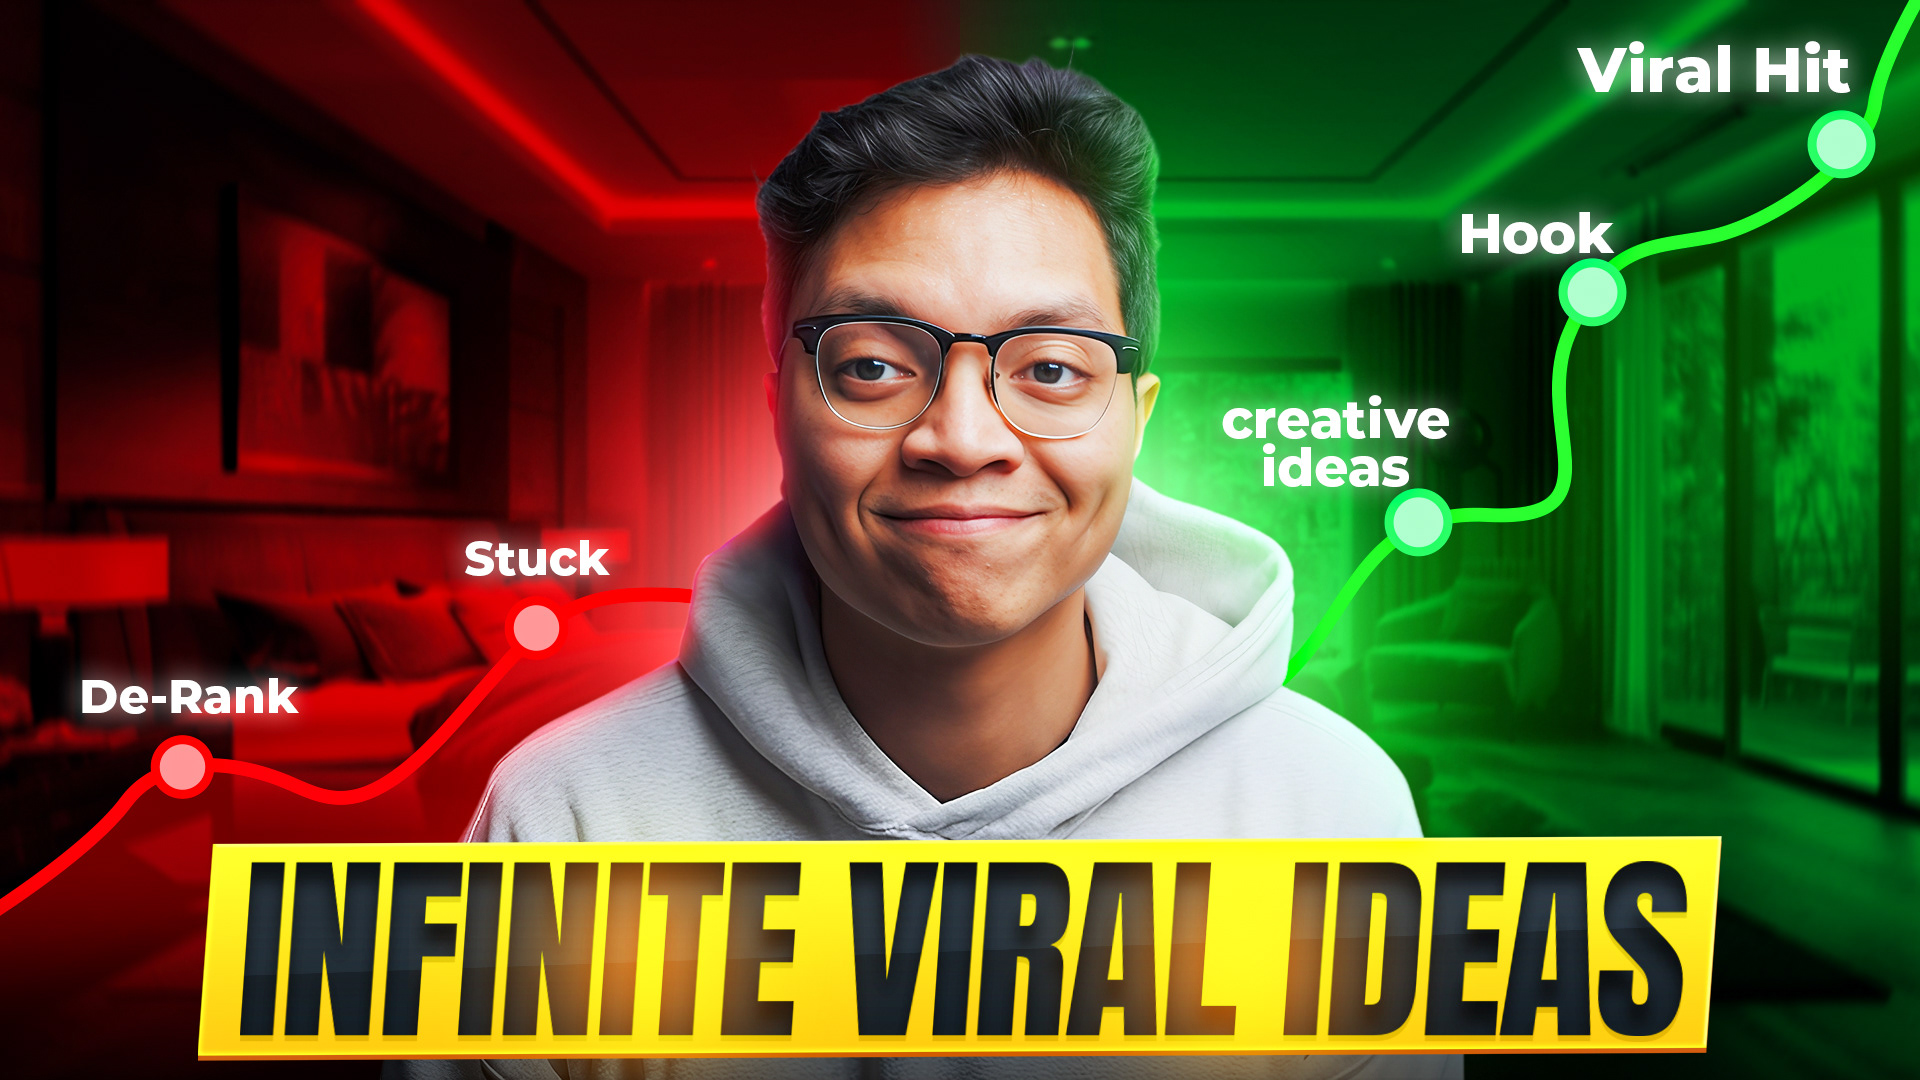 Viral Hit
Hook
creative
ideas
Stuck
De-Rank
INFINITE VIRAL IDEAS